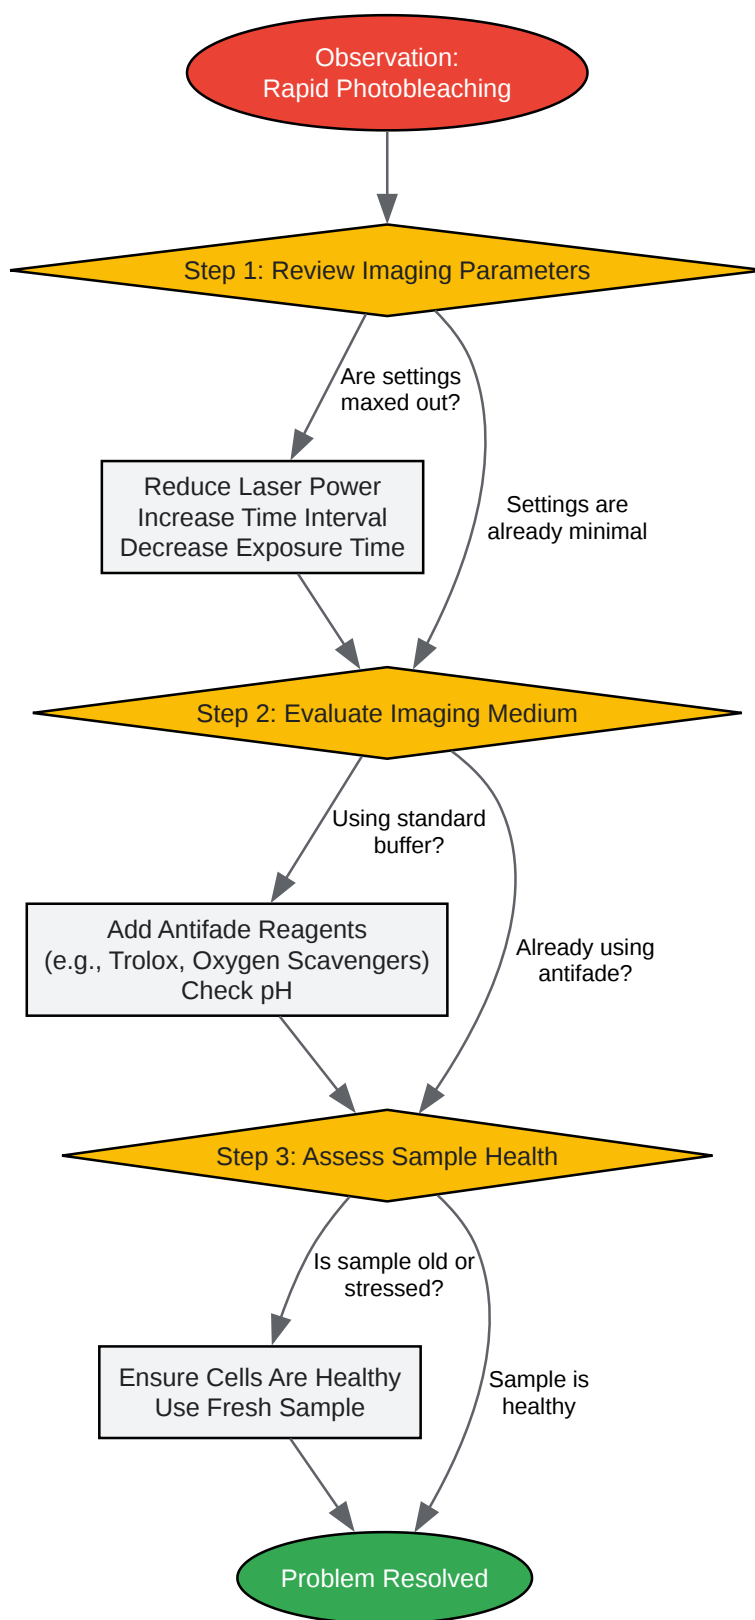 Observation:
Rapid Photobleaching
Step 1: Review Imaging Parameters
Are settings
maxed out?
Reduce Laser Power
Increase Time Interval
Decrease Exposure Time
Settings are
already minimal
Step 2: Evaluate Imaging Medium
Using standard
buffer?
Add Antifade Reagents
(e.g., Trolox, Oxygen Scavengers)
Check pH
Already using
antifade?
Step 3: Assess Sample Health
Is sample old or
stressed?
Ensure Cells Are Healthy
Use Fresh Sample
Sample is
healthy
Problem Resolved